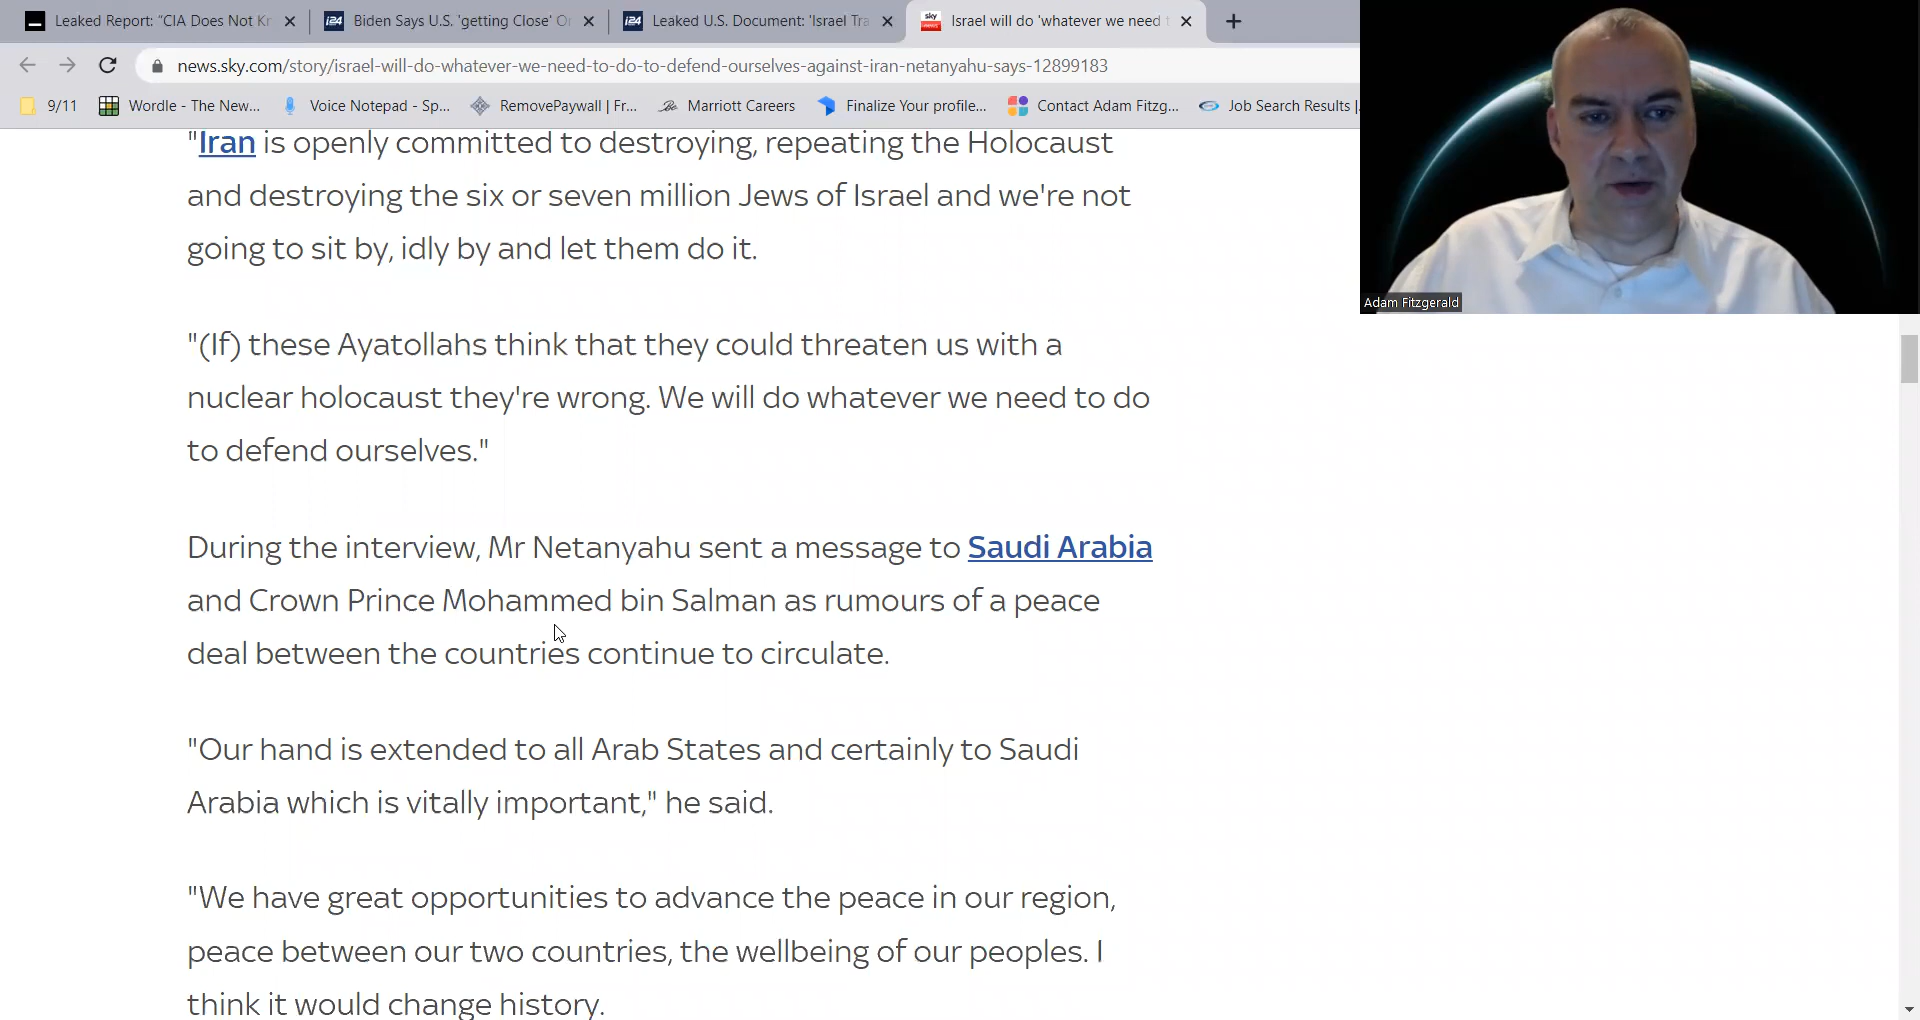 Leaked Report: “CIA Does Not Kn
Biden Says U.S. 'getting Close' O
Leaked U.S. Document: 'Israel Tra
sky news
Israel will do 'whatever we need t
news.sky.com/story/israel-will-do-whatever-we-need-to-do-to-defend-ourselves-against-iran-netanyahu-says-12899183
9/11
Wordle - The New...
Voice Notepad - Sp...
RemovePaywall | Fr...
Marriott Careers
Finalize Your profile...
Contact Adam Fitzg...
Job Search Results |
"Iran is openly committed to destroying, repeating the Holocaust
and destroying the six or seven million Jews of Israel and we're not
going to sit by, idly by and let them do it.
"(If) these Ayatollahs think that they could threaten us with a
nuclear holocaust they're wrong. We will do whatever we need to do
to defend ourselves."
During the interview, Mr Netanyahu sent a message to Saudi Arabia
and Crown Prince Mohammed bin Salman as rumours of a peace
deal between the countries continue to circulate.
"Our hand is extended to all Arab States and certainly to Saudi
Arabia which is vitally important," he said.
"We have great opportunities to advance the peace in our region,
peace between our two countries, the wellbeing of our peoples. I
think it would change history.
Adam Fitzgerald